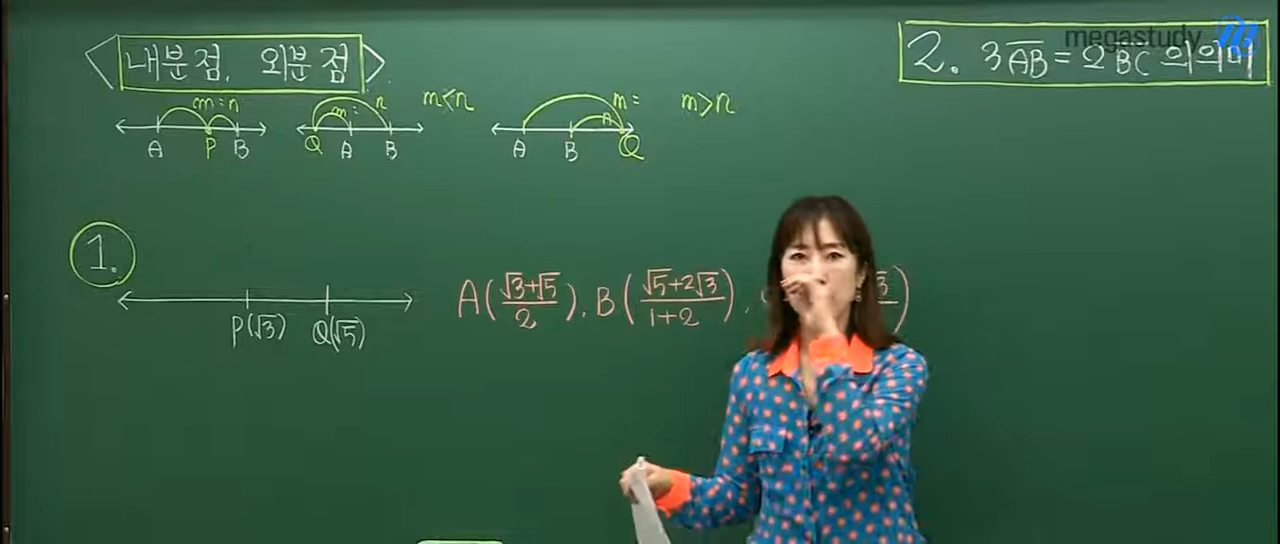 내분점, 외분점
megastudy
2. 3AB = 2BC 의 의미
m : n
m : n
m<n
m :
n
m>n
A P B
Q A B
A B Q
1.
A(√3+√5/2), B(√5+2√3/1+2),
P(√3) Q(√5)